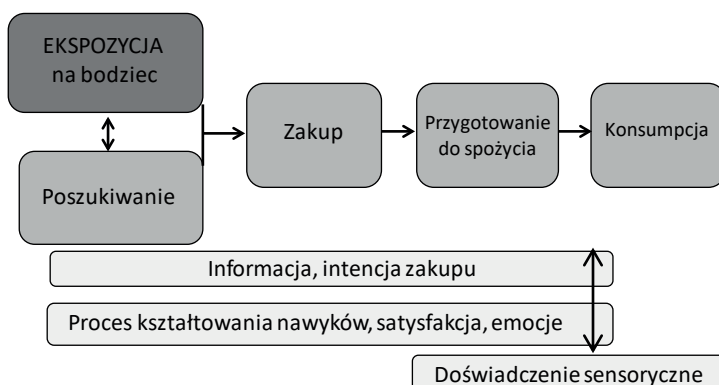 EKSPOZYCJA
na bodziec
Poszukiwanie
Zakup
Przygotowanie
do spożycia
Konsumpcja
Informacja, intencja zakupu
Proces kształtowania nawyków, satysfakcja, emocje
Doświadczenie sensoryczne